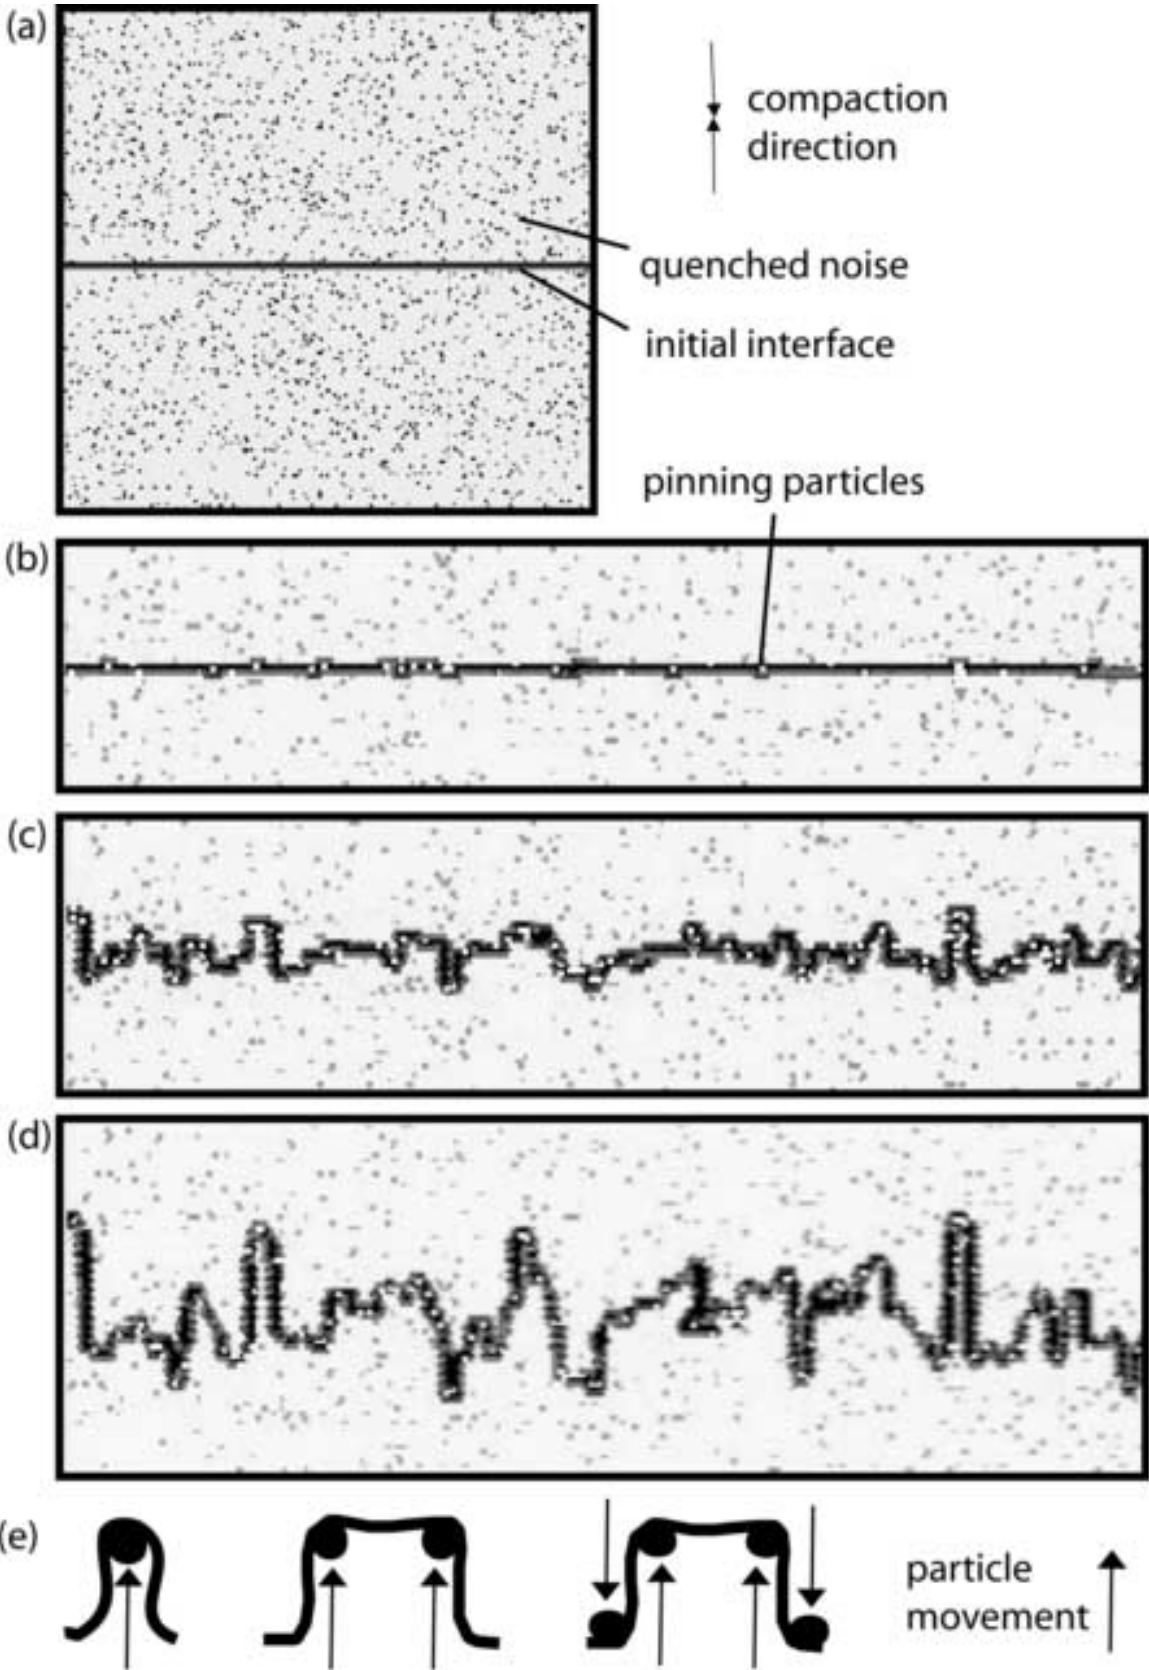 (a)
compaction
direction
quenched noise
initial interface
pinning particles
(b)
(c)
(d)
(e)
particle
movement